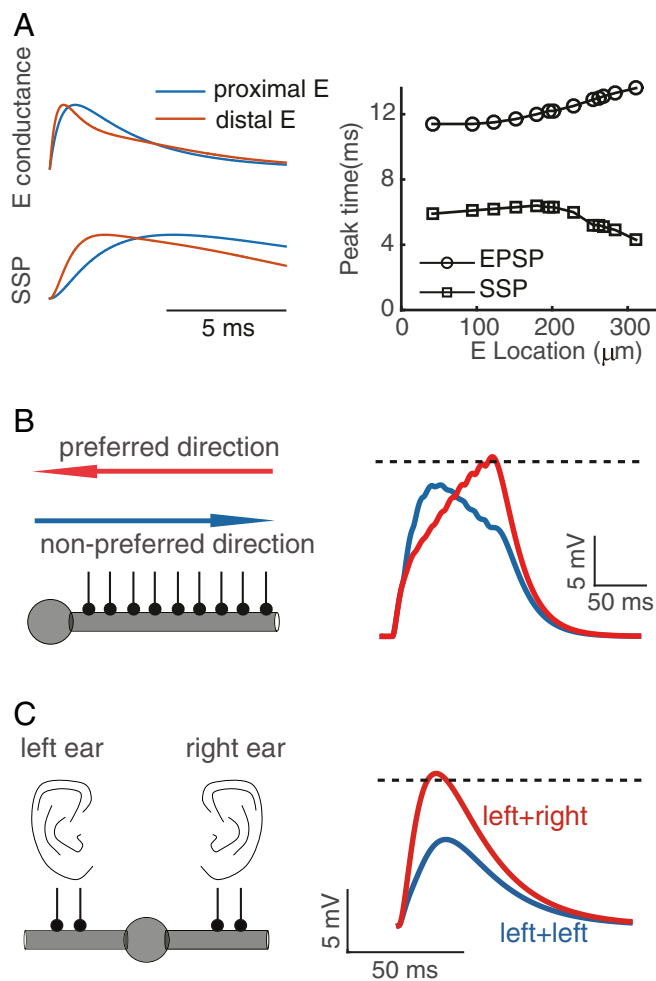 A
E conductance
proximal E
distal E
SSP
5 ms
Peak time(ms)
12
8
4
0
EPSP
SSP
0
100
200
300
E Location (μm)
B
preferred direction
non-preferred direction
5 mV
50 ms
C
left ear
right ear
left+right
left+left
5 mV
50 ms